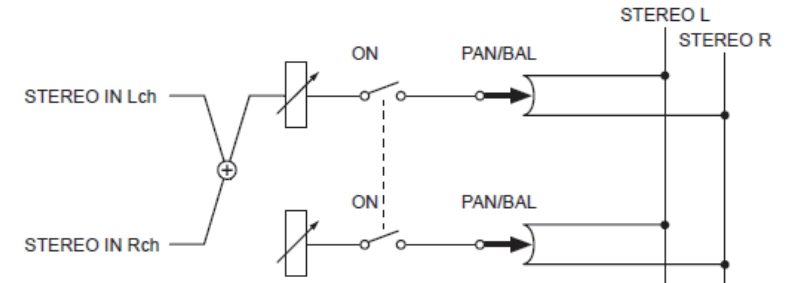 STEREO L
STEREO R
ON
PAN/BAL
STEREO IN Lch
ON
PAN/BAL
STEREO IN Rch